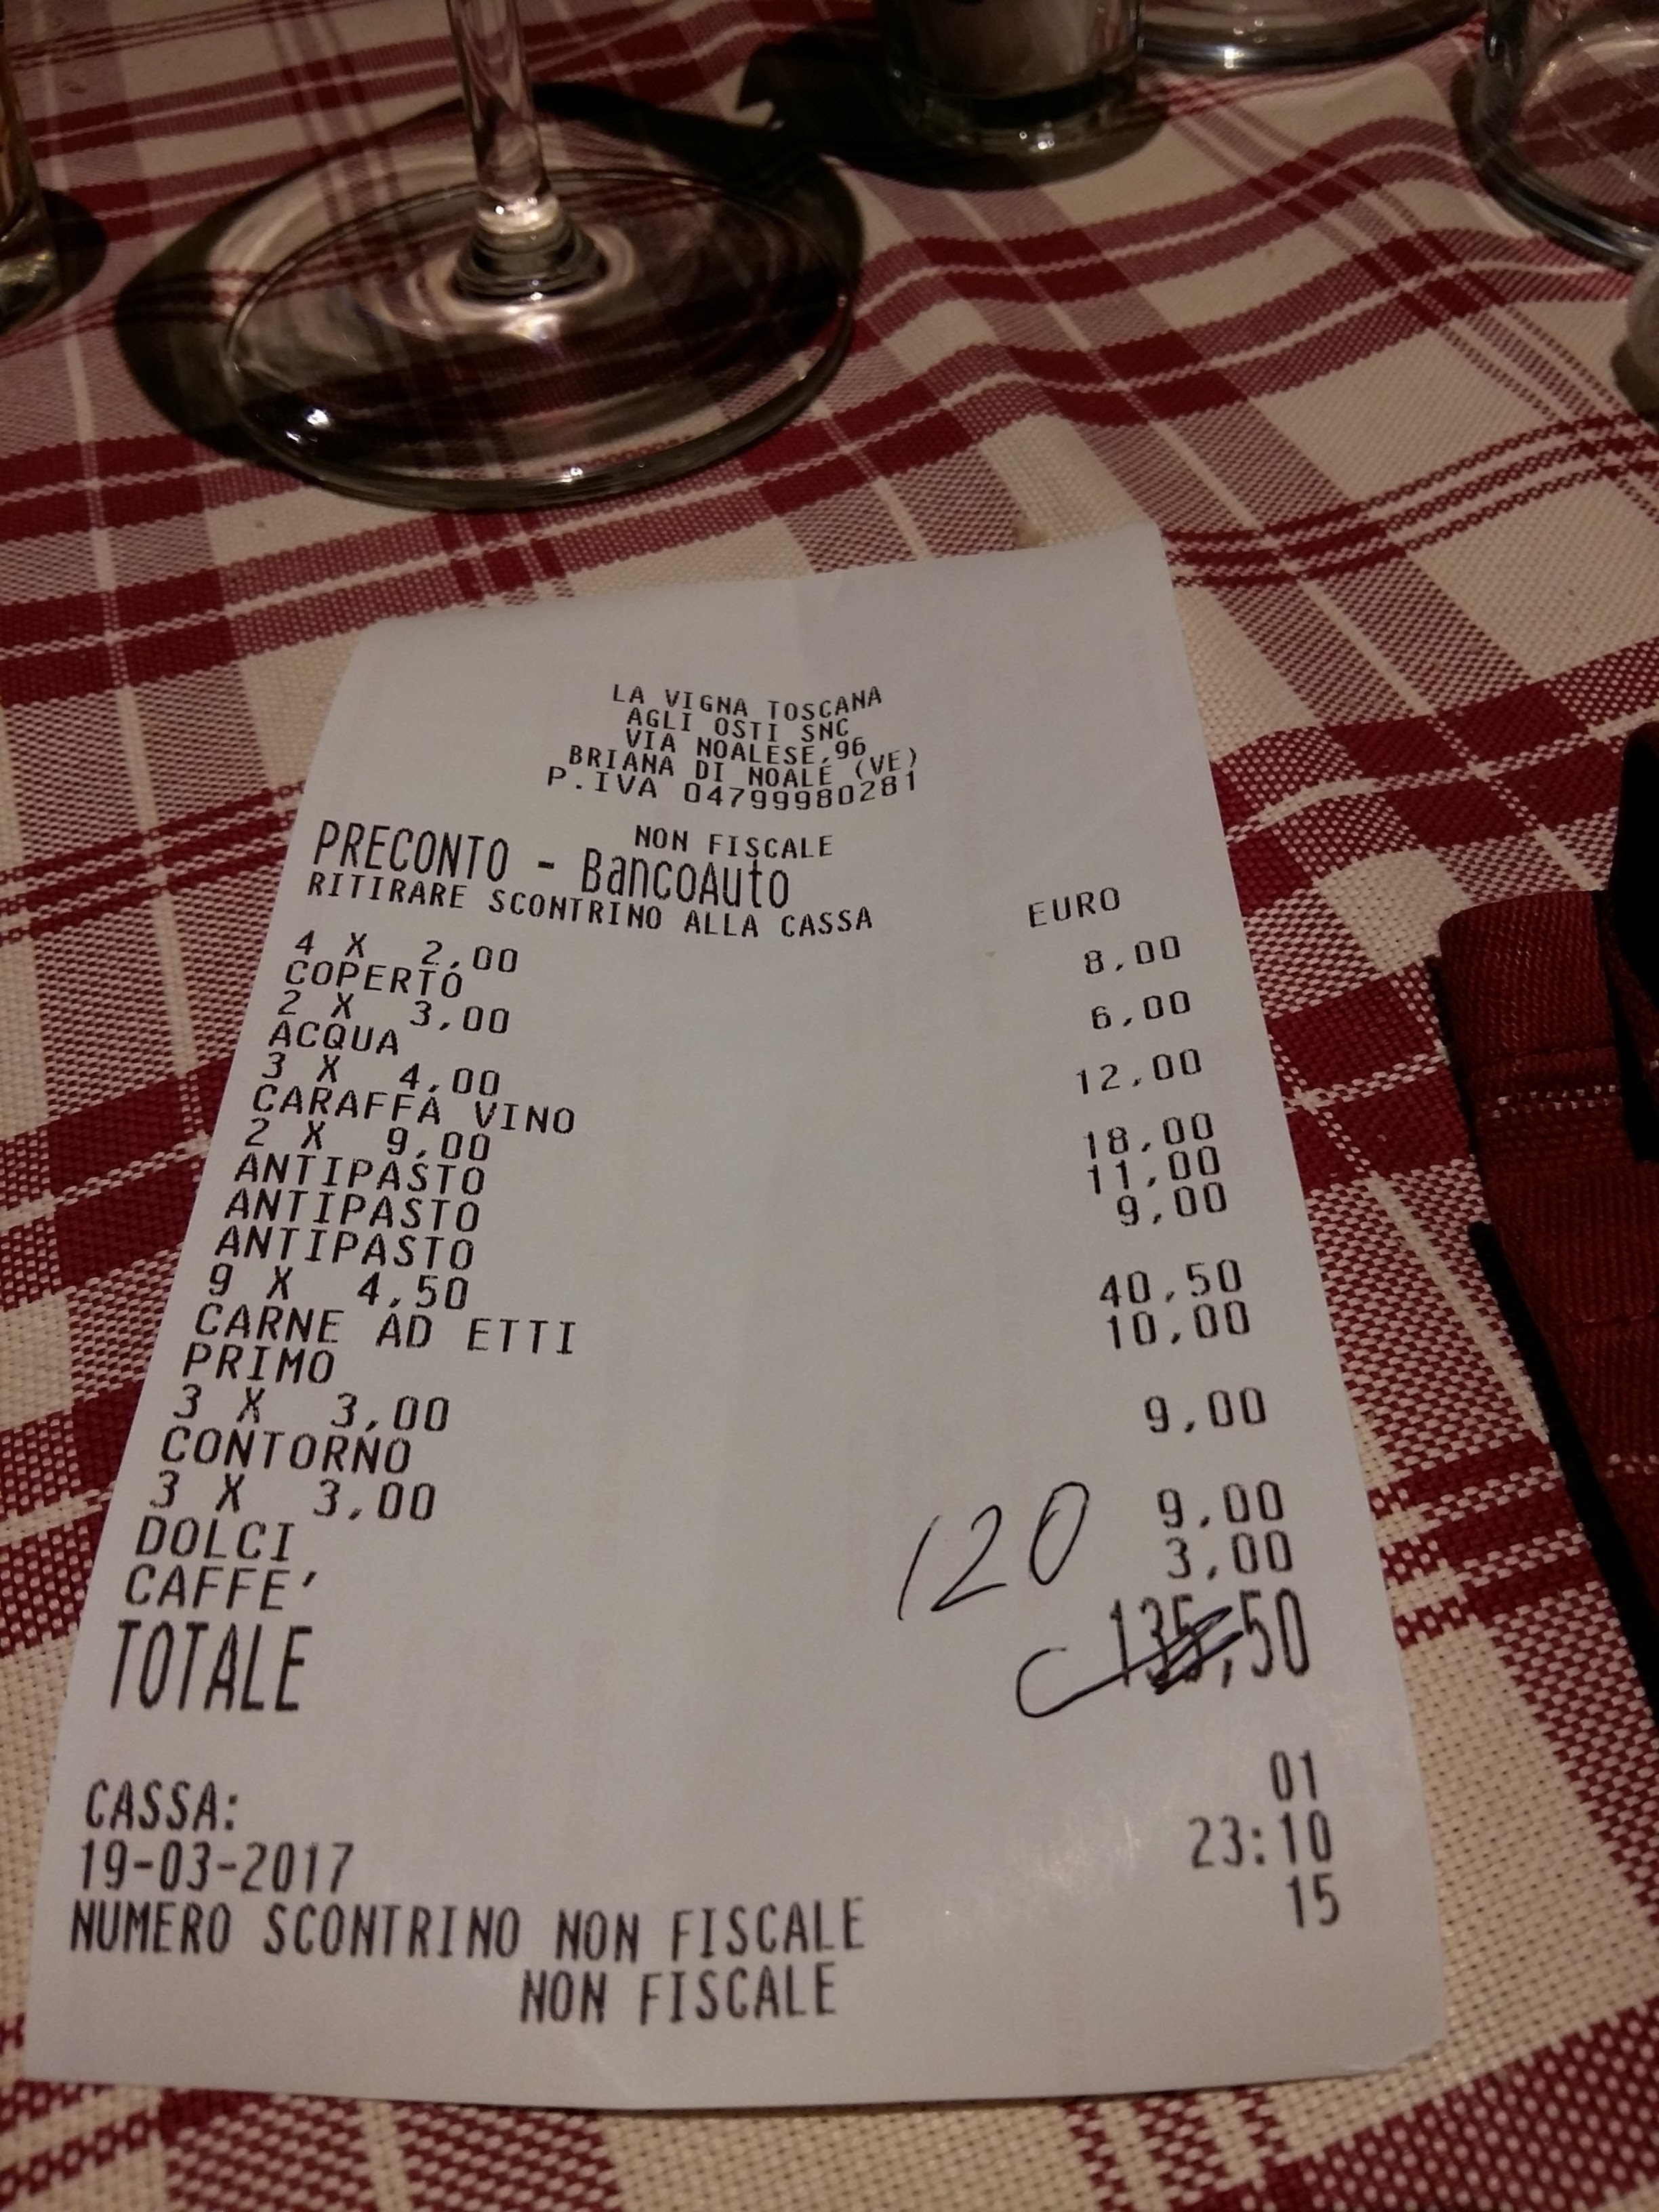 LA VIGNA TOSCANA
AGLI OSTI SNC
VIA NOALESE,96
BRIANA DI NOALE (VE)
P.IVA 04799980281
NON FISCALE
PRECONTO - BancoAuto
RITIRARE SCONTRINO ALLA CASSA EURO
4 X 2,00
COPERTO 8,00
2 X 3,00
ACQUA 6,00
3 X 4,00
CARAFFA VINO 12,00
2 X 9,00
ANTIPASTO 18,00
ANTIPASTO 11,00
ANTIPASTO 9,00
9 X 4,50
CARNE AD ETTI 40,50
PRIMO 10,00
3 X 3,00
CONTORNO 9,00
3 X 3,00
DOLCI 9,00
CAFFE' 3,00
120
TOTALE 135,50
CASSA: 01
19-03-2017 23:10
NUMERO SCONTRINO NON FISCALE 15
NON FISCALE